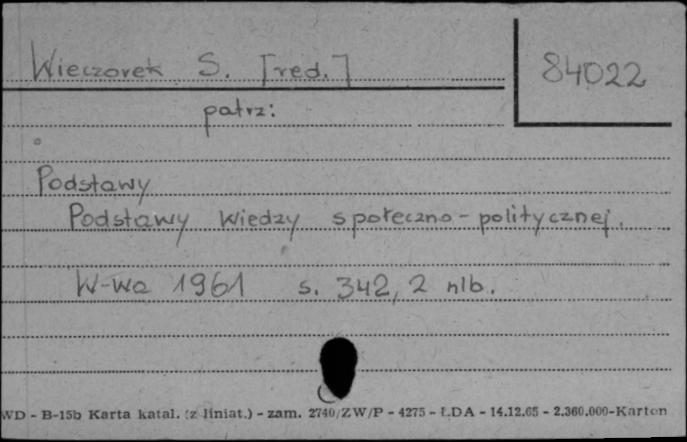 Wieczorek S. [red.]
84022
patrz:
Podstawy
Podstawy wiedzy społeczno-politycznej.
W-wa 1961 s. 342, 2 nlb.
WD - B-15b Karta katal. (z liniat.) - zam. 2740/ZW/P - 4275 - ŁDA - 14.12.65 - 2.360.000-Karton